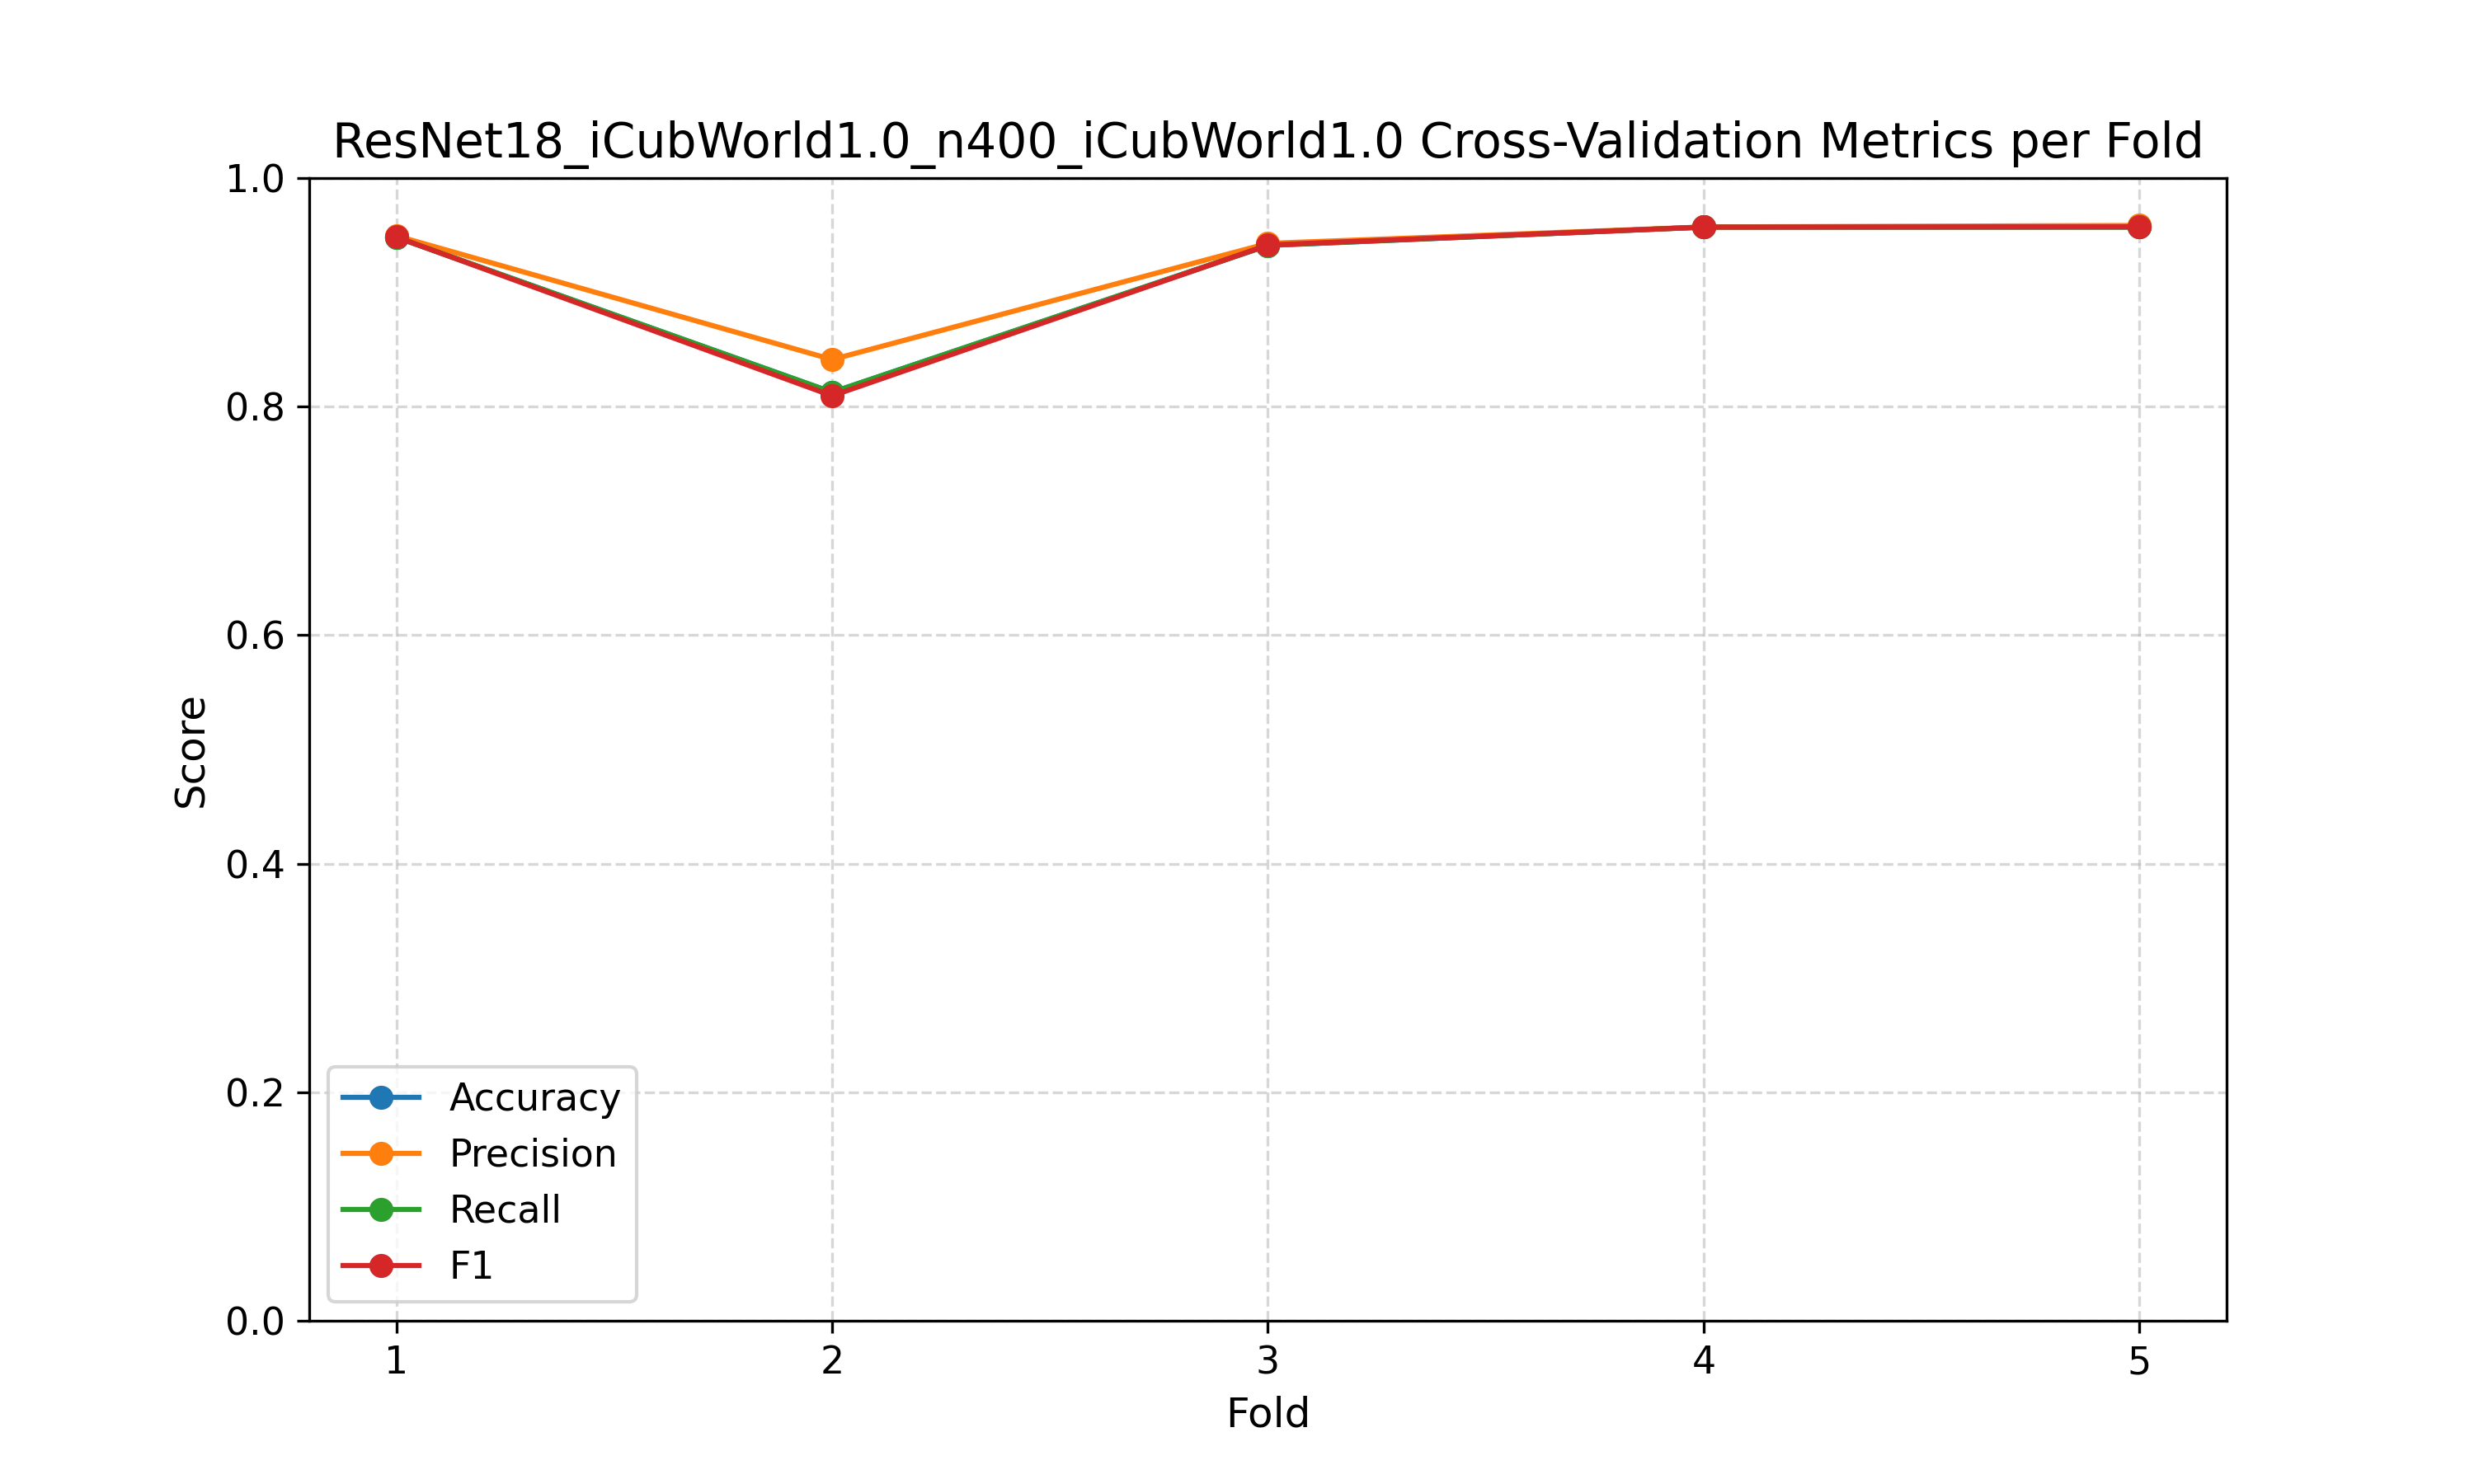 ResNet18_iCubWorld1.0_n400_iCubWorld1.0 Cross-Validation Metrics per Fold
1.0
0.8
0.6
0.4
0.2
0.0
Score
Accuracy
Precision
Recall
F1
1 2 3 4 5
Fold